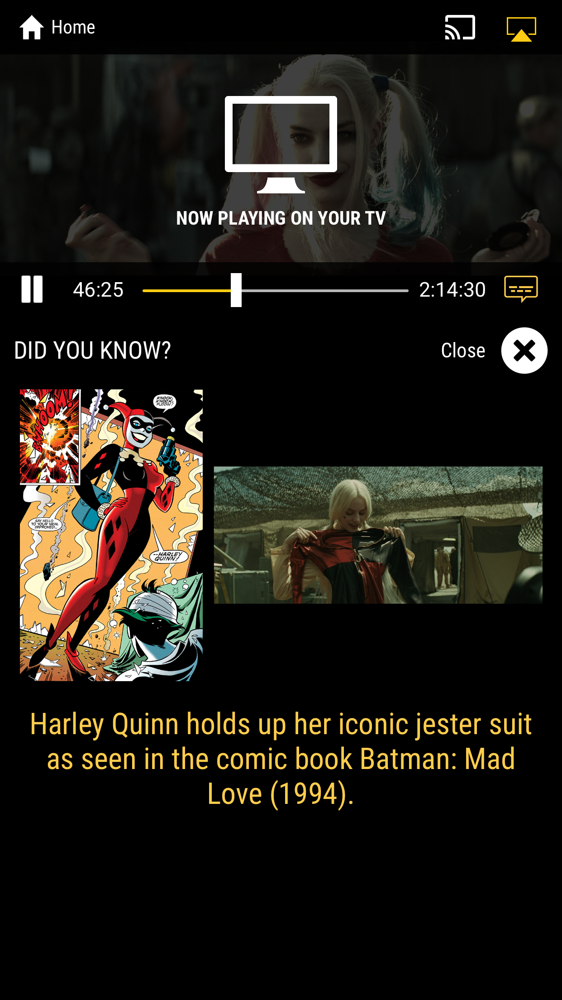 Home
NOW PLAYING ON YOUR TV
46:25
2:14:30
DID YOU KNOW?
Close
BWHOOM!
KNOCK,
KNOCK,
PUDDIN'!
SAY HELLO
TO YOUR NEW,
IMPROVED...
--HARLEY
QUINN!
Harley Quinn holds up her iconic jester suit
as seen in the comic book Batman: Mad
Love (1994).